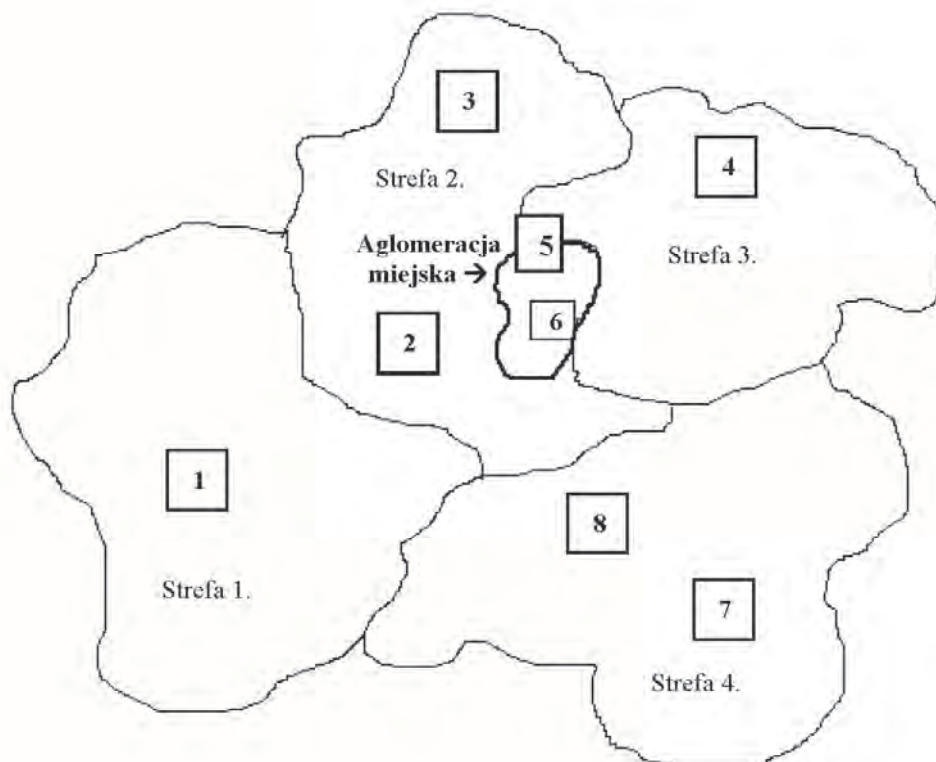 3
4
Strefa 2.
Aglomeracja
miejska →
5
Strefa 3.
6
2
1
8
Strefa 1.
7
Strefa 4.